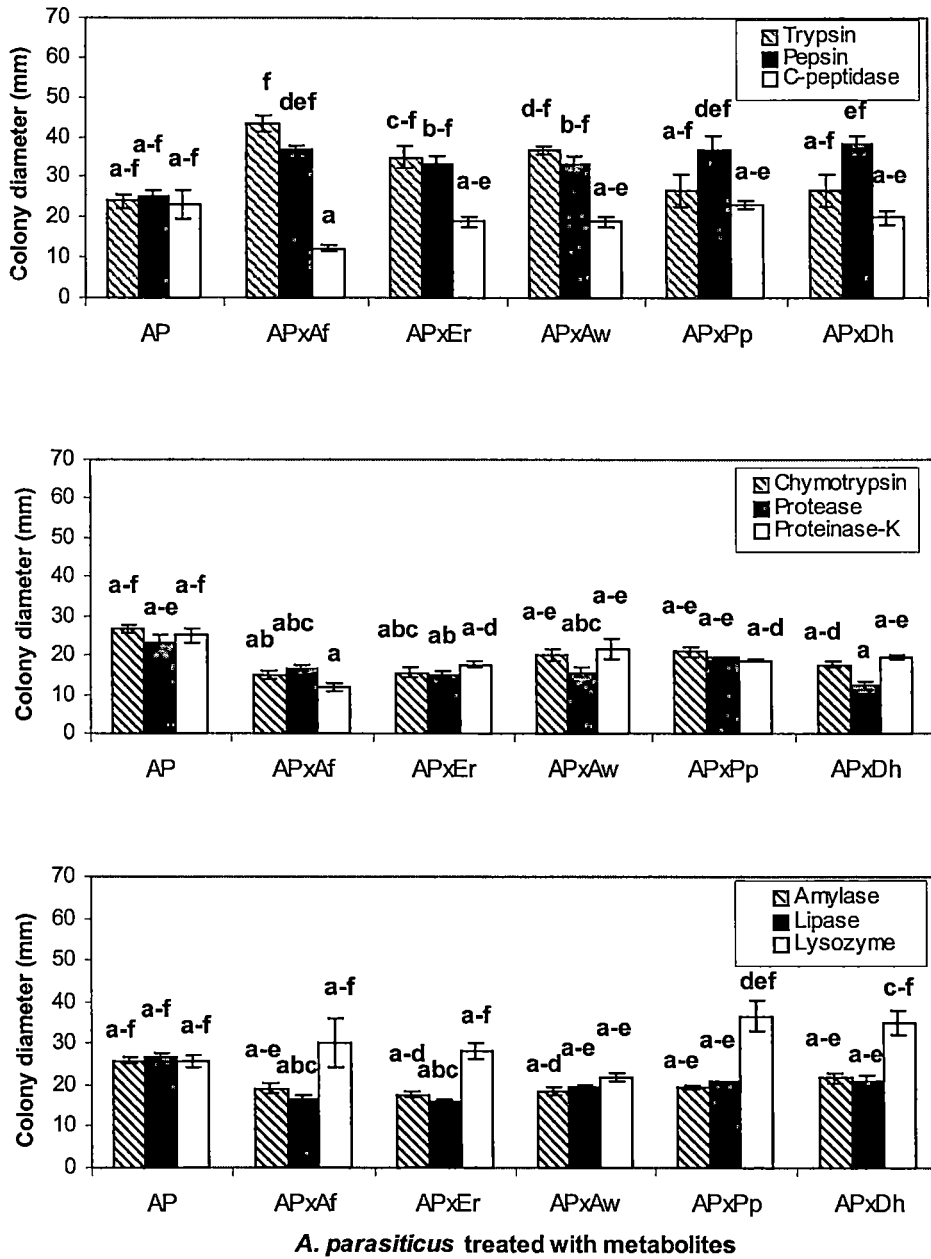 70
60
50
40
30
20
10
0
Colony diameter (mm)
Trypsin
Pepsin
C-peptidase
a-f a-f a-f
f def a
c-f b-f a-e
d-f b-f a-e
a-f def a-e
a-f ef a-e
AP APxAf APxEr APxAw APxPp APxDh
70
60
50
40
30
20
10
0
Colony diameter (mm)
Chymotrypsin
Protease
Proteinase-K
a-f a-e a-f
ab abc a
abc ab a-d
a-e abc a-e
a-e a-e a-d
a-d a a-e
AP APxAf APxEr APxAw APxPp APxDh
70
60
50
40
30
20
10
0
Colony diameter (mm)
Amylase
Lipase
Lysozyme
a-f a-f a-f
a-e abc a-f
a-d abc a-f
a-d a-e a-e
a-e a-e def
a-e a-e c-f
AP APxAf APxEr APxAw APxPp APxDh
A. parasiticus treated with metabolites